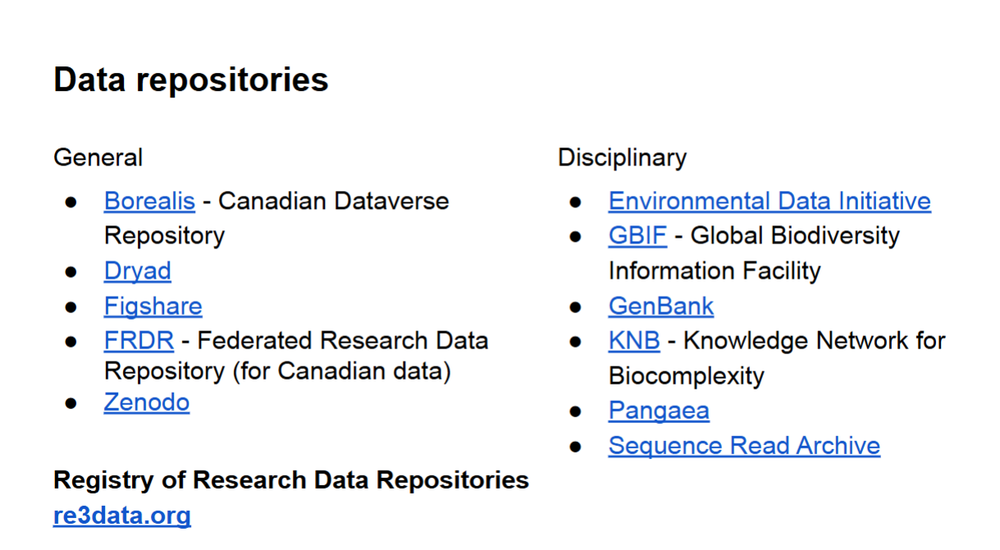 Data repositories
General
● Borealis - Canadian Dataverse
Repository
● Dryad
● Figshare
● FRDR - Federated Research Data
Repository (for Canadian data)
● Zenodo
Registry of Research Data Repositories
re3data.org
Disciplinary
● Environmental Data Initiative
● GBIF - Global Biodiversity
Information Facility
● GenBank
● KNB - Knowledge Network for
Biocomplexity
● Pangaea
● Sequence Read Archive